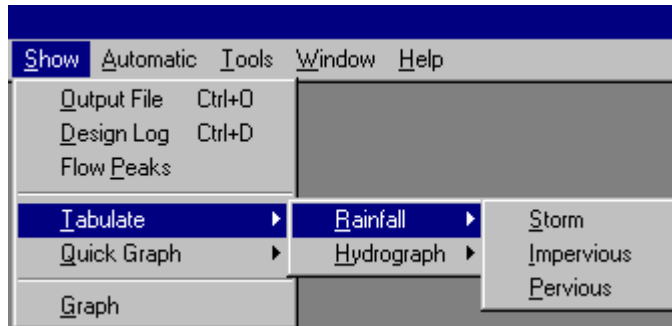 Show Automatic Tools Window Help
Output File Ctrl+O
Design Log Ctrl+D
Flow Peaks
Tabulate
Quick Graph
Graph
Rainfall
Hydrograph
Storm
Impervious
Pervious